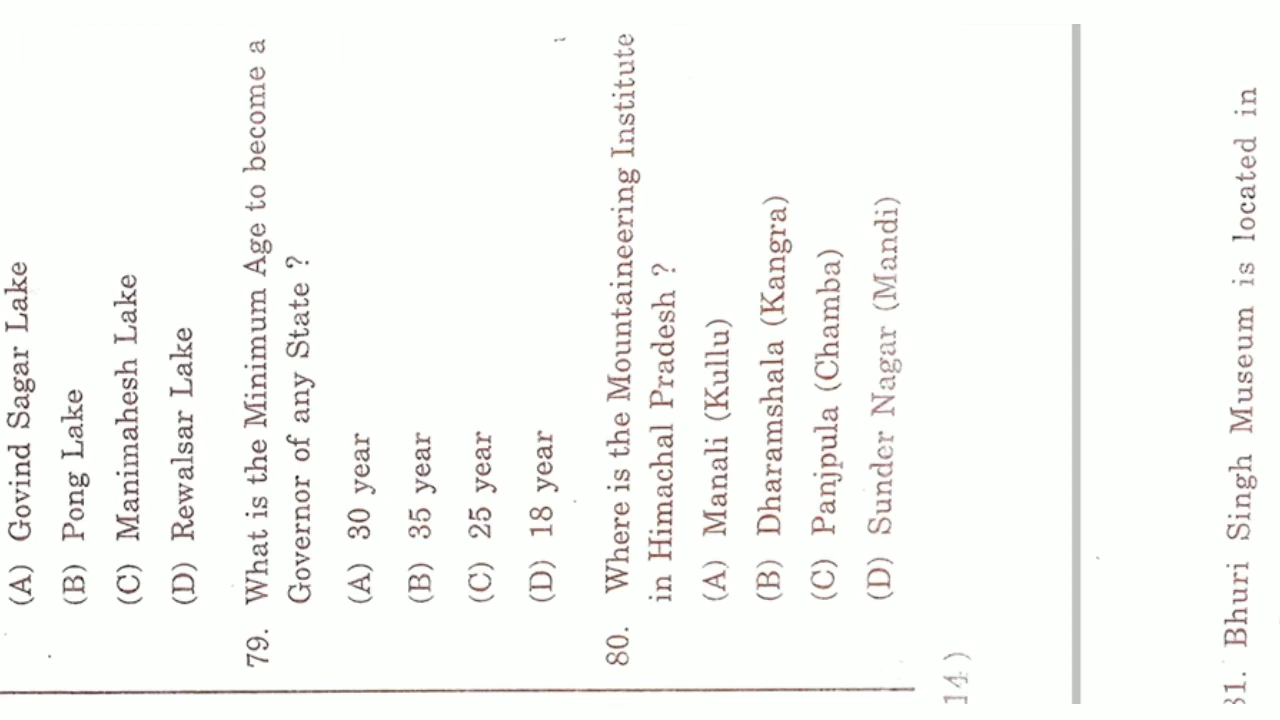 (A) Govind Sagar Lake
(B) Pong Lake
(C) Manimahesh Lake
(D) Rewalsar Lake
79. What is the Minimum Age to become a
Governor of any State ?
(A) 30 year
(B) 35 year
(C) 25 year
(D) 18 year
80. Where is the Mountaineering Institute
in Himachal Pradesh ?
(A) Manali (Kullu)
(B) Dharamshala (Kangra)
(C) Panjpula (Chamba)
(D) Sunder Nagar (Mandi)
14 )
31. Bhuri Singh Museum is located in